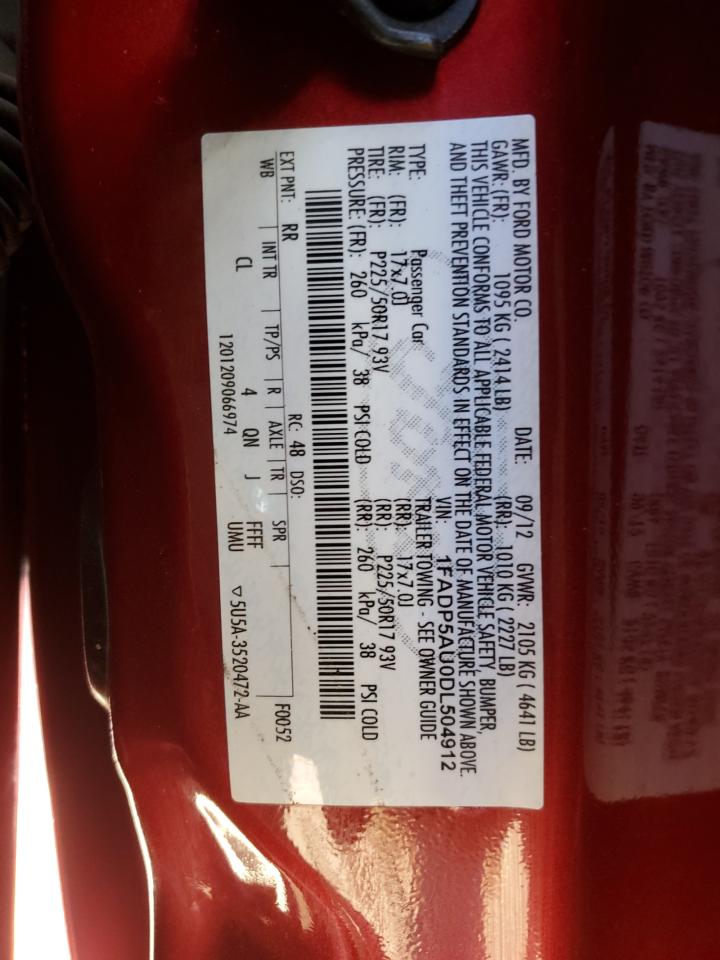 MFD. BY FORD MOTOR CO. DATE: 09/12 GVWR: 2105 KG ( 4641 LB)
GAWR: (FR): 1095 KG ( 2414 LB) (RR): 1010 KG ( 2227 LB)
THIS VEHICLE CONFORMS TO ALL APPLICABLE FEDERAL MOTOR VEHICLE SAFETY, BUMPER,
AND THEFT PREVENTION STANDARDS IN EFFECT ON THE DATE OF MANUFACTURE SHOWN ABOVE.
VIN: 1FADP5AU0DL504912
TYPE: Passenger Car TRAILER TOWING - SEE OWNER GUIDE
RIM: (FR): 17x7.0J (RR): 17x7.0J
TIRE: (FR): P225/50R17 93V (RR): P225/50R17 93V
PRESSURE: (FR): 260 kPa/ 38 PSI COLD (RR): 260 kPa/ 38 PSI COLD
RC: 48 DSO: F0052
EXT PNT: RR
WB INT TR TP/PS R AXLE TR SPR
CL 4 QN J FFFF
UMU
1201209066974 ▽5U5A-3520472-AA